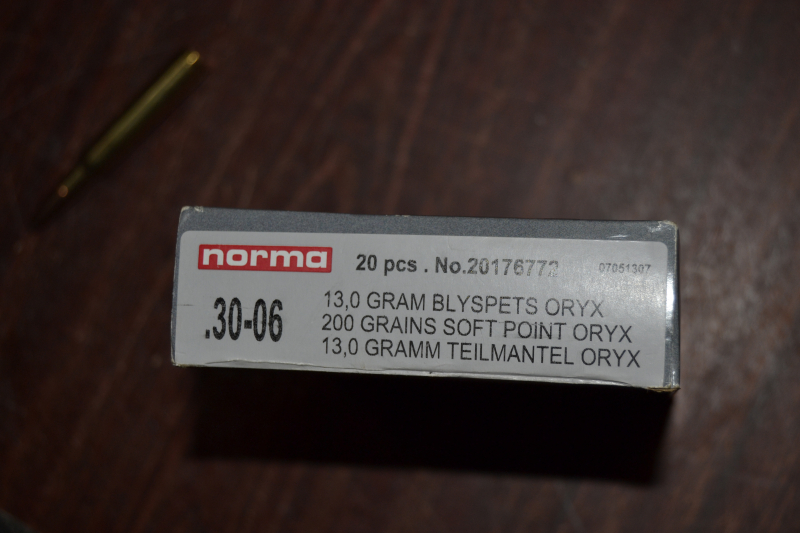 norma 20 pcs . No.20176772 07051307
.30-06
13,0 GRAM BLYSPETS ORYX
200 GRAINS SOFT POINT ORYX
13,0 GRAMM TEILMANTEL ORYX